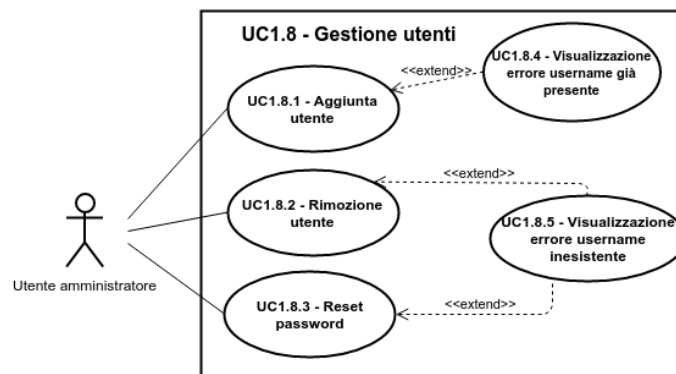 UC1.8 - Gestione utenti
UC1.8.4 - Visualizzazione
errore username già
presente
<<extend>>
UC1.8.1 - Aggiunta
utente
<<extend>>
UC1.8.2 - Rimozione
utente
UC1.8.5 - Visualizzazione
errore username
inesistente
Utente amministratore
<<extend>>
UC1.8.3 - Reset
password